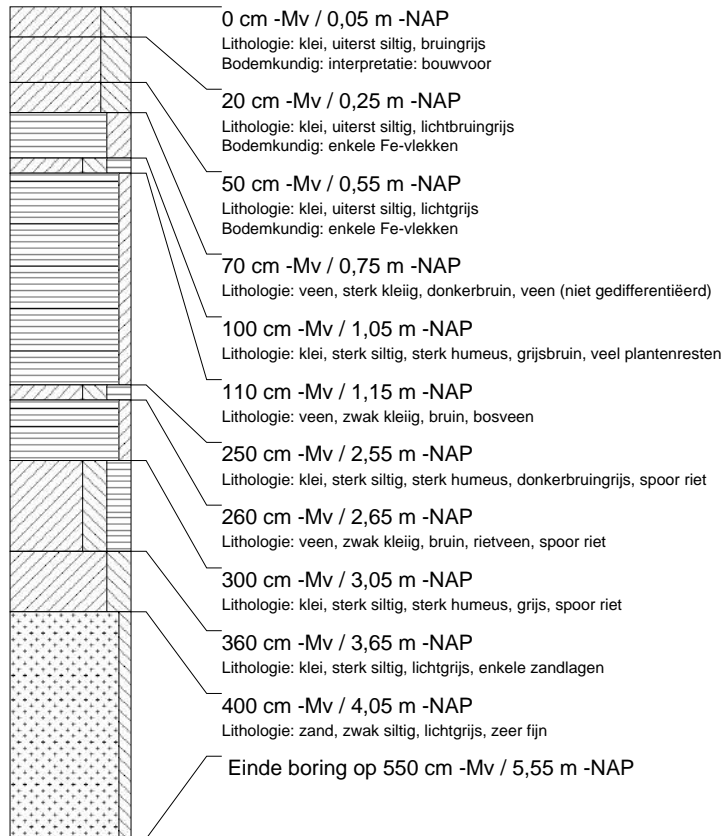 0 cm -Mv / 0,05 m -NAP
Lithologie: klei, uiterst siltig, bruingrijs
Bodemkundig: interpretatie: bouwvoor
20 cm -Mv / 0,25 m -NAP
Lithologie: klei, uiterst siltig, lichtbruingrijs
Bodemkundig: enkele Fe-vlekken
50 cm -Mv / 0,55 m -NAP
Lithologie: klei, uiterst siltig, lichtgrijs
Bodemkundig: enkele Fe-vlekken
70 cm -Mv / 0,75 m -NAP
Lithologie: veen, sterk kleiig, donkerbruin, veen (niet gedifferentiëerd)
100 cm -Mv / 1,05 m -NAP
Lithologie: klei, sterk siltig, sterk humeus, grijsbruin, veel plantenresten
110 cm -Mv / 1,15 m -NAP
Lithologie: veen, zwak kleiig, bruin, bosveen
250 cm -Mv / 2,55 m -NAP
Lithologie: klei, sterk siltig, sterk humeus, donkerbruingrijs, spoor riet
260 cm -Mv / 2,65 m -NAP
Lithologie: veen, zwak kleiig, bruin, rietveen, spoor riet
300 cm -Mv / 3,05 m -NAP
Lithologie: klei, sterk siltig, sterk humeus, grijs, spoor riet
360 cm -Mv / 3,65 m -NAP
Lithologie: klei, sterk siltig, lichtgrijs, enkele zandlagen
400 cm -Mv / 4,05 m -NAP
Lithologie: zand, zwak siltig, lichtgrijs, zeer fijn
Einde boring op 550 cm -Mv / 5,55 m -NAP